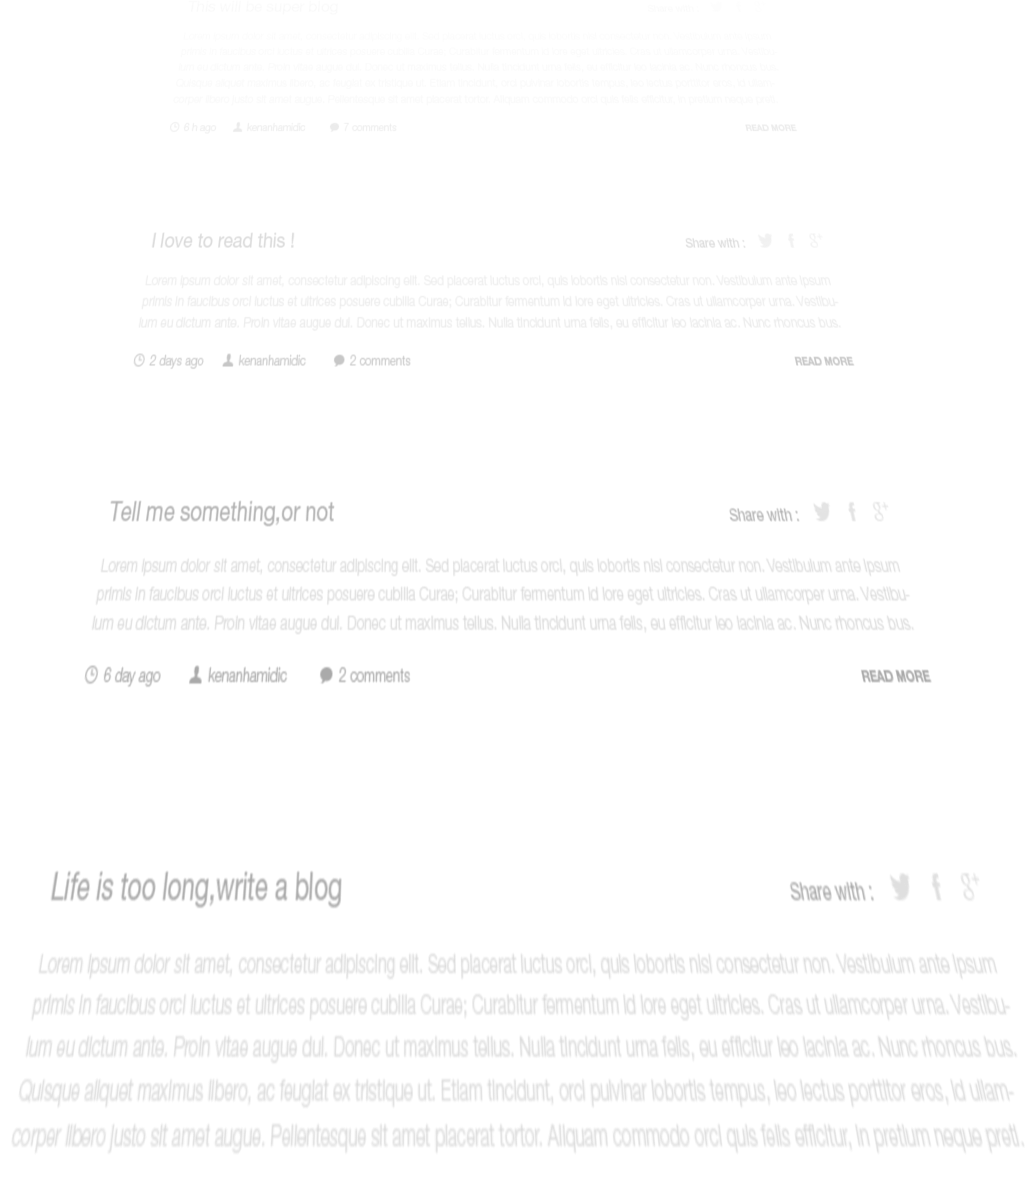 This will be super blog.
6 h ago kenanhamidic 7 comments READ MORE
I love to read this ! Share with :
Lorem ipsum dolor sit amet, consectetur adipiscing elit. Sed placerat luctus orci, quis lobortis nisl consectetur non. Vestibulum ante ipsum
primis in faucibus orci luctus et ultrices posuere cubilia Curae; Curabitur fermentum id lore eget ultricies. Cras ut ullamcorper urna. Vestibu-
lum eu dictum ante. Proin vitae augue dui. Donec ut maximus tellus. Nulla tincidunt urna felis, eu efficitur leo lacinia ac. Nunc rhoncus bus.
2 days ago kenanhamidic 2 comments READ MORE
Tell me something,or not Share with :
Lorem ipsum dolor sit amet, consectetur adipiscing elit. Sed placerat luctus orci, quis lobortis nisl consectetur non. Vestibulum ante ipsum
primis in faucibus orci luctus et ultrices posuere cubilia Curae; Curabitur fermentum id lore eget ultricies. Cras ut ullamcorper urna. Vestibu-
lum eu dictum ante. Proin vitae augue dui. Donec ut maximus tellus. Nulla tincidunt urna felis, eu efficitur leo lacinia ac. Nunc rhoncus bus.
6 day ago kenanhamidic 2 comments READ MORE
Life is too long,write a blog Share with :
Lorem ipsum dolor sit amet, consectetur adipiscing elit. Sed placerat luctus orci, quis lobortis nisl consectetur non. Vestibulum ante ipsum
primis in faucibus orci luctus et ultrices posuere cubilia Curae; Curabitur fermentum id lore eget ultricies. Cras ut ullamcorper urna. Vestibu-
lum eu dictum ante. Proin vitae augue dui. Donec ut maximus tellus. Nulla tincidunt urna felis, eu efficitur leo lacinia ac. Nunc rhoncus bus.
Quisque aliquet maximus libero, ac feugiat ex tristique ut. Etiam tincidunt, orci pulvinar lobortis tempus, leo lectus porttitor eros, id ullam-
corper libero justo sit amet augue. Pellentesque sit amet placerat tortor. Aliquam commodo orci quis felis efficitur, in pretium neque preti.